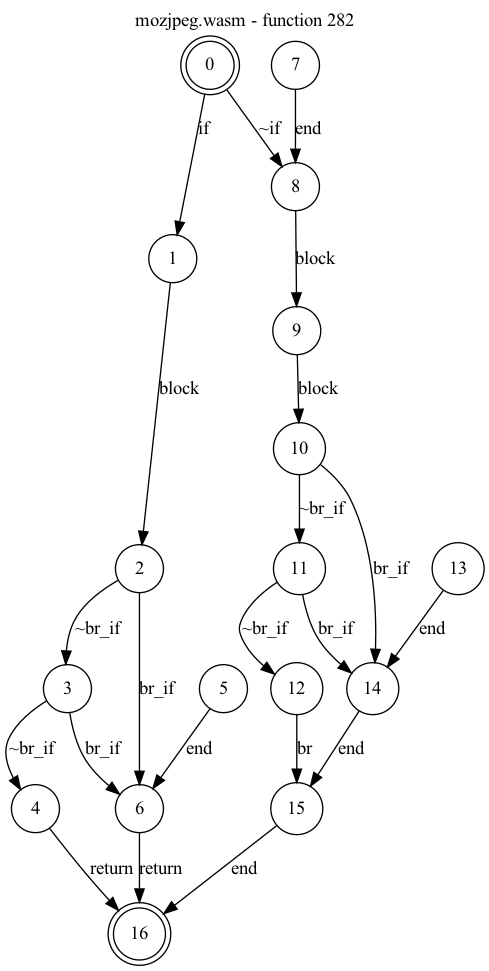 mozjpeg.wasm - function 282
0
7
if
~if
end
8
1
block
9
block
block
10
~br_if
2
11
br_if
13
~br_if
br_if
~br_if
br_if
end
3
5
12
14
~br_if
br_if
end
br
end
4
6
15
return
return
end
16